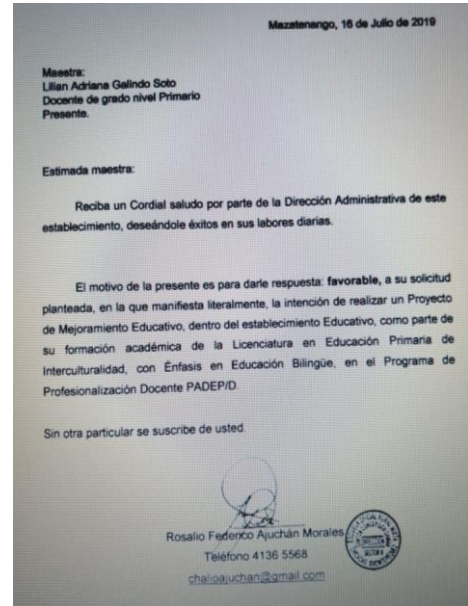 Mazatenango, 16 de Julio de 2019
Maestra:
Lilian Adriana Galindo Soto
Docente de grado nivel Primario
Presente.
Estimada maestra:
Reciba un Cordial saludo por parte de la Dirección Administrativa de este
establecimiento, deseándole éxitos en sus labores diarias.
El motivo de la presente es para darle respuesta: favorable, a su solicitud
planteada, en la que manifiesta literalmente, la intención de realizar un Proyecto
de Mejoramiento Educativo, dentro del establecimiento Educativo, como parte de
su formación académica de la Licenciatura en Educación Primaria de
Interculturalidad, con Énfasis en Educación Bilingüe, en el Programa de
Profesionalización Docente PADEP/D.
Sin otra particular se suscribe de usted.
Rosalio Federico Ajuchán Morales
Teléfono 4136 5568
chalioajuchan@gmail.com